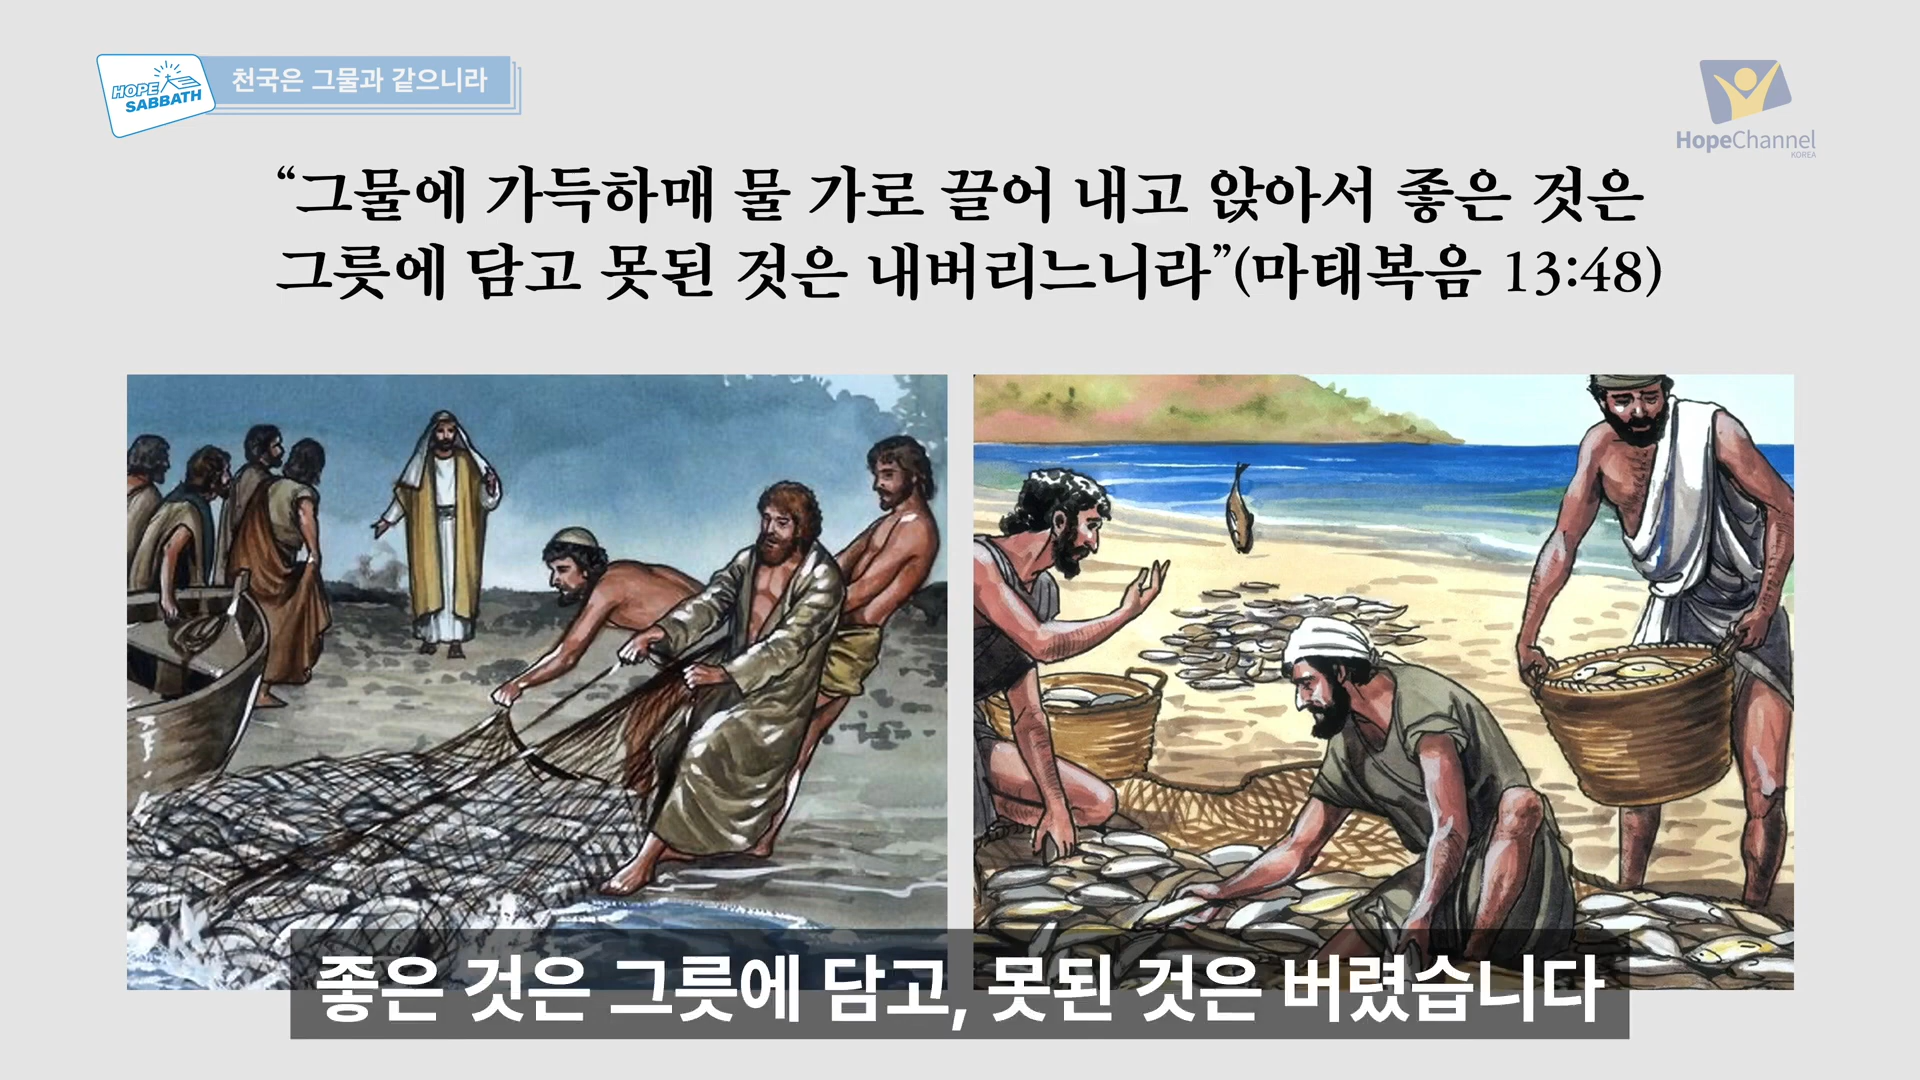 HOPE
SABBATH
천국은 그물과 같으니라
HopeChannel
KOREA
“그물에 가득하매 물 가로 끌어 내고 앉아서 좋은 것은
그릇에 담고 못된 것은 내버리느니라”(마태복음 13:48)
좋은 것은 그릇에 담고, 못된 것은 버렸습니다